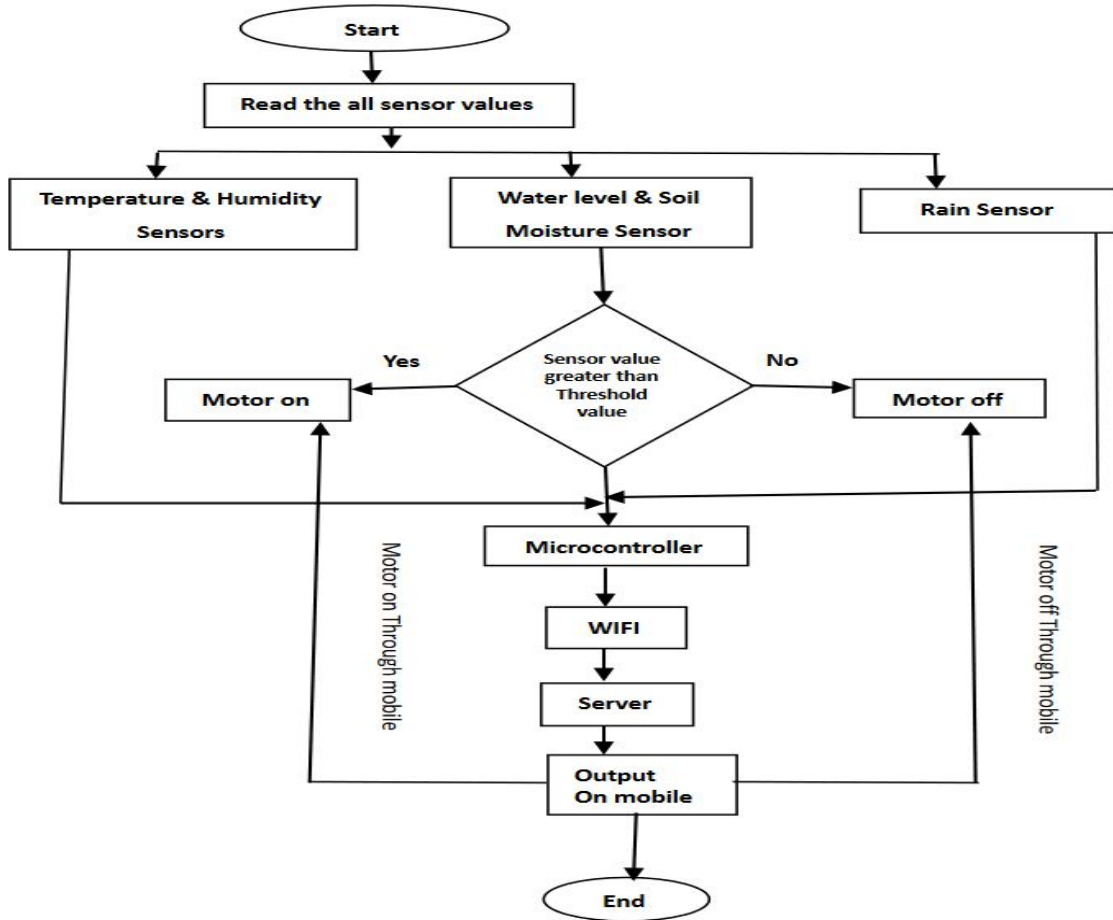 Start
Read the all sensor values
Temperature & Humidity
Sensors
Water level & Soil
Moisture Sensor
Rain Sensor
Yes
Sensor value
greater than
Threshold
value
No
Motor on
Motor off
Microcontroller
Motor on Through mobile
Motor off Through mobile
WIFI
Server
Output
On mobile
End